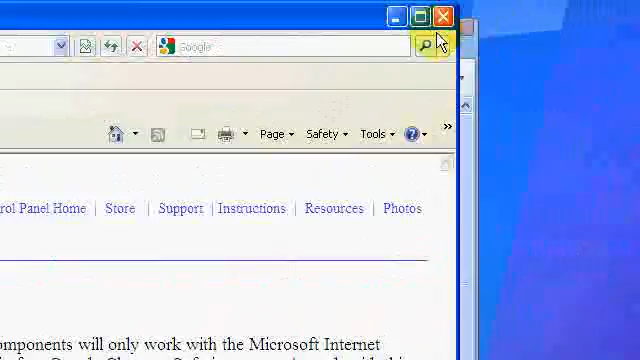 Google
Page Safety Tools
rol Panel Home | Store | Support | Instructions | Resources | Photos
omponents will only work with the Microsoft Internet